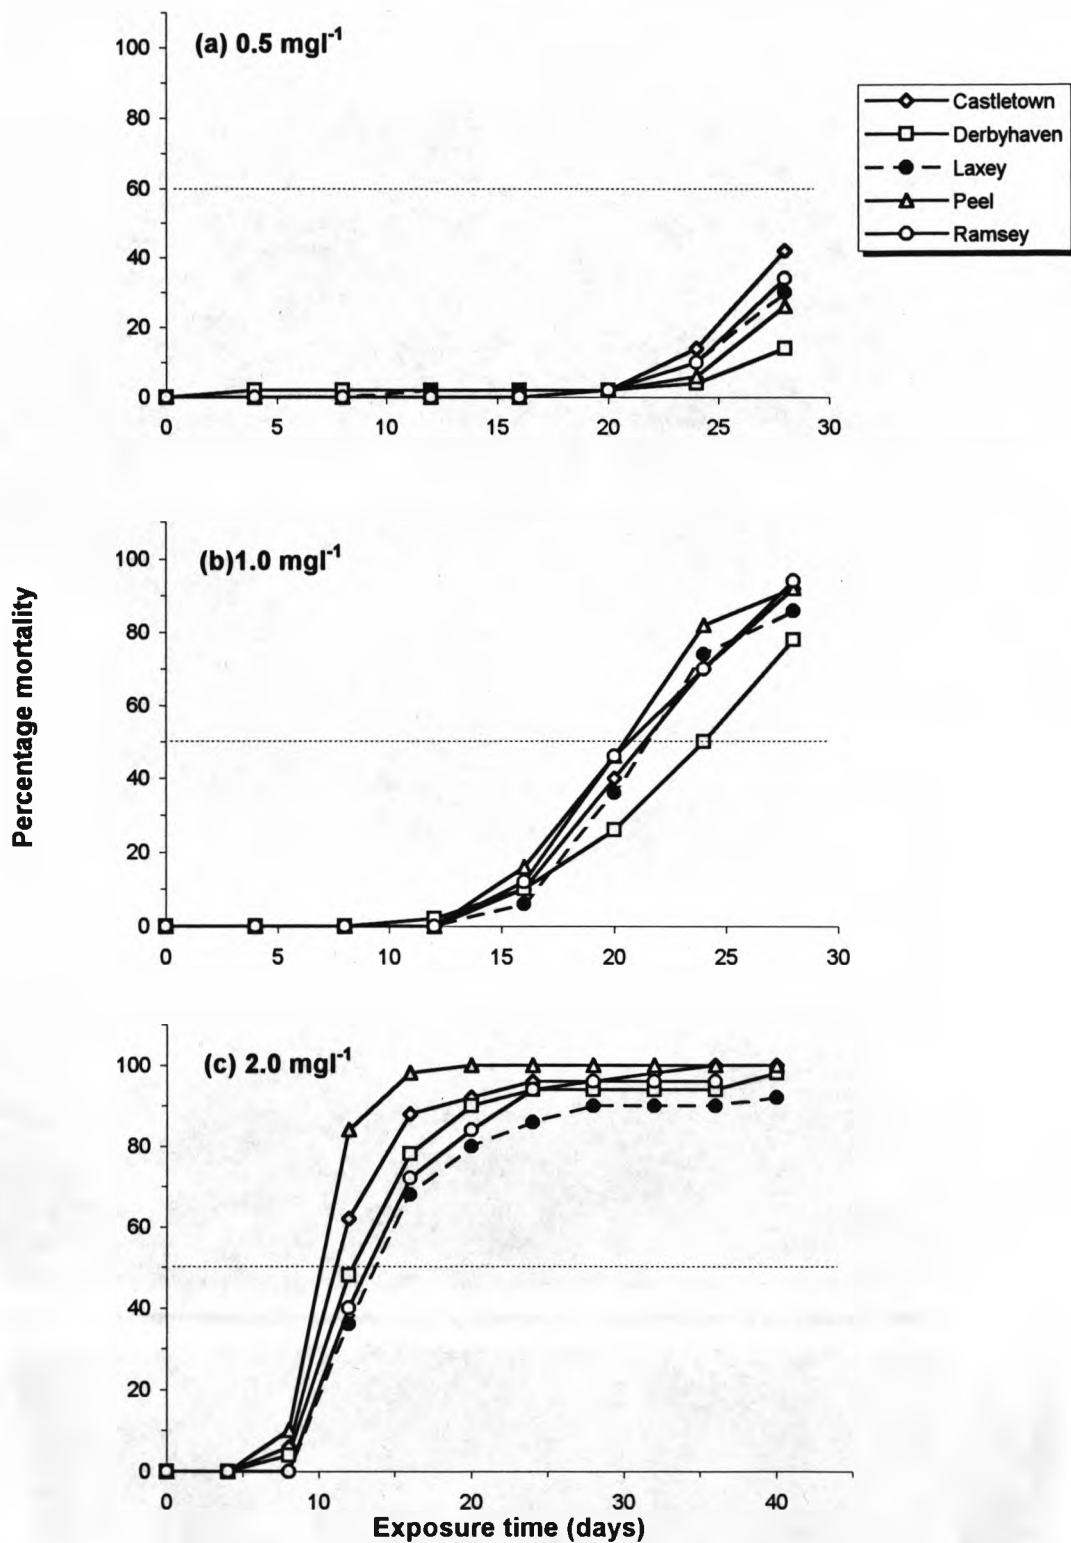 (a) 0.5 mgl⁻¹
100
80
60
40
20
0
0 5 10 15 20 25 30
Castletown
Derbyhaven
Laxey
Peel
Ramsey
Percentage mortality
(b)1.0 mgl⁻¹
100
80
60
40
20
0
0 5 10 15 20 25 30
(c) 2.0 mgl⁻¹
100
80
60
40
20
0
0 10 20 30 40
Exposure time (days)